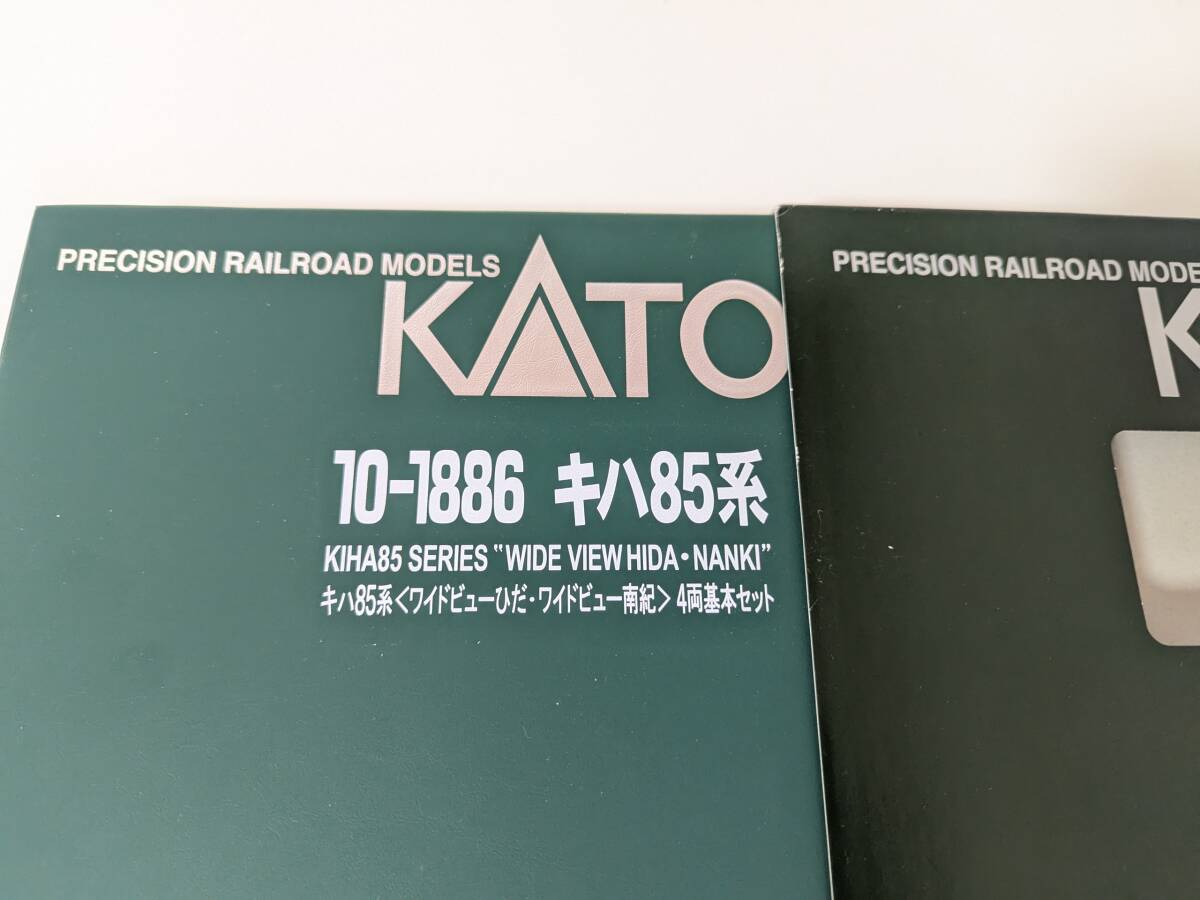 PRECISION RAILROAD MODELS
KATO
10-1886 キハ85系
KIHA85 SERIES "WIDE VIEW HIDA・NANKI"
キハ85系<ワイドビューひだ・ワイドビュー南紀> 4両基本セット
PRECISION RAILROAD MODE
K